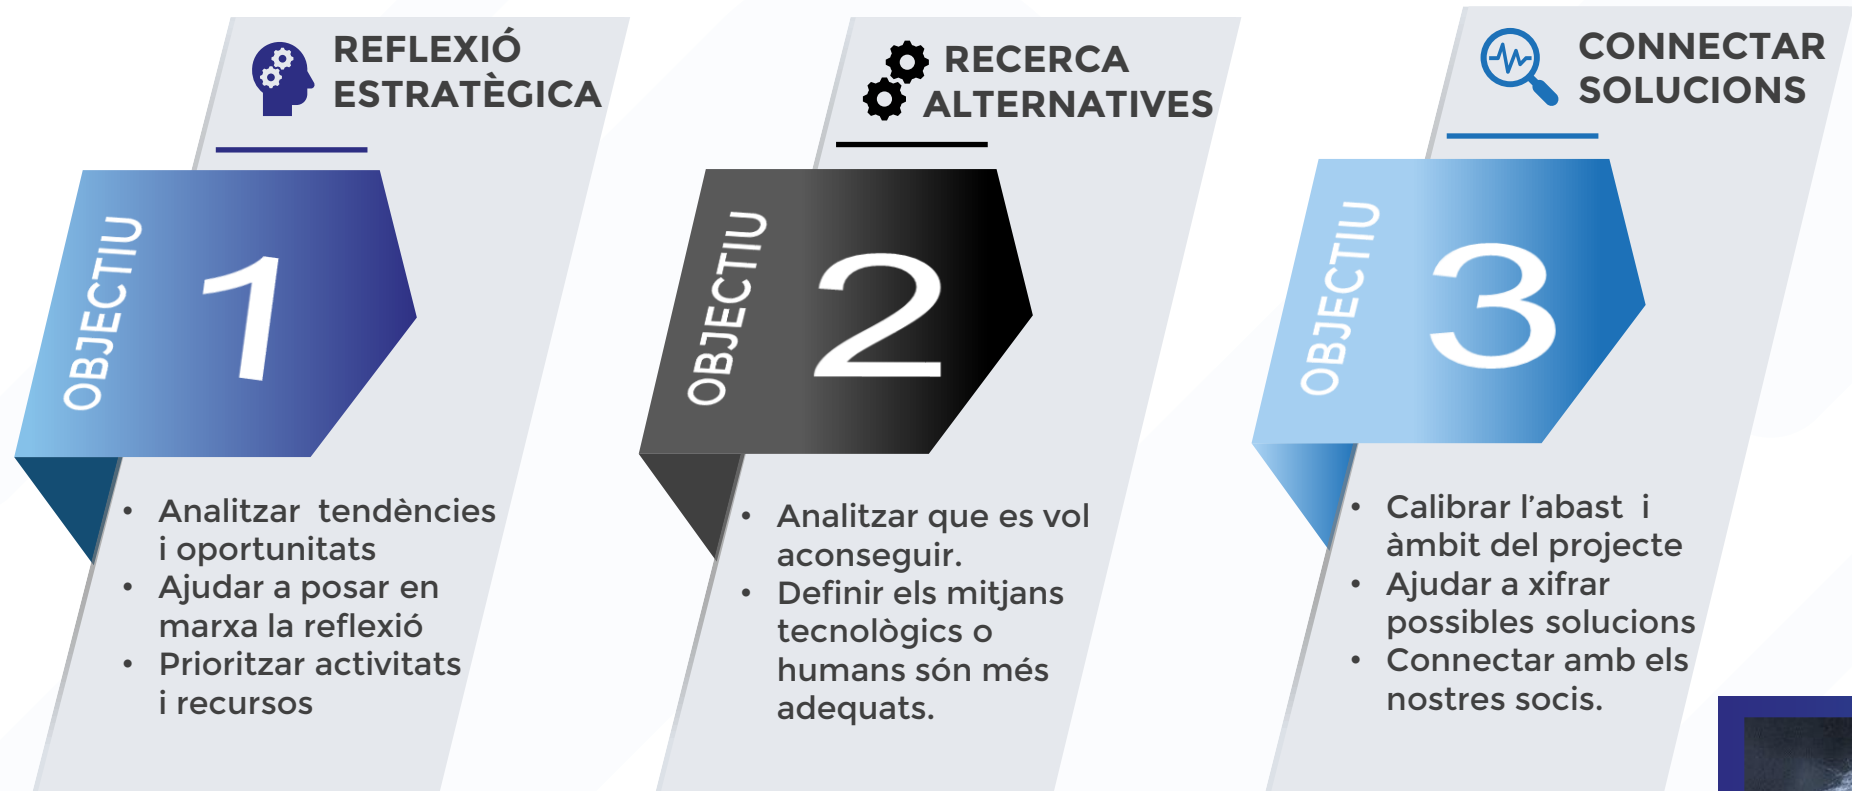 REFLEXIÓ
ESTRATÈGICA
OBJECTIU
1
• Analitzar tendències
i oportunitats
• Ajudar a posar en
marxa la reflexió
• Prioritzar activitats
i recursos
RECERCA
ALTERNATIVES
OBJECTIU
2
• Analitzar que es vol
aconseguir.
• Definir els mitjans
tecnològics o
humans són més
adequats.
CONNECTAR
SOLUCIONS
OBJECTIU
3
• Calibrar l'abast i
àmbit del projecte
• Ajudar a xifrar
possibles solucions
• Connectar amb els
nostres socis.